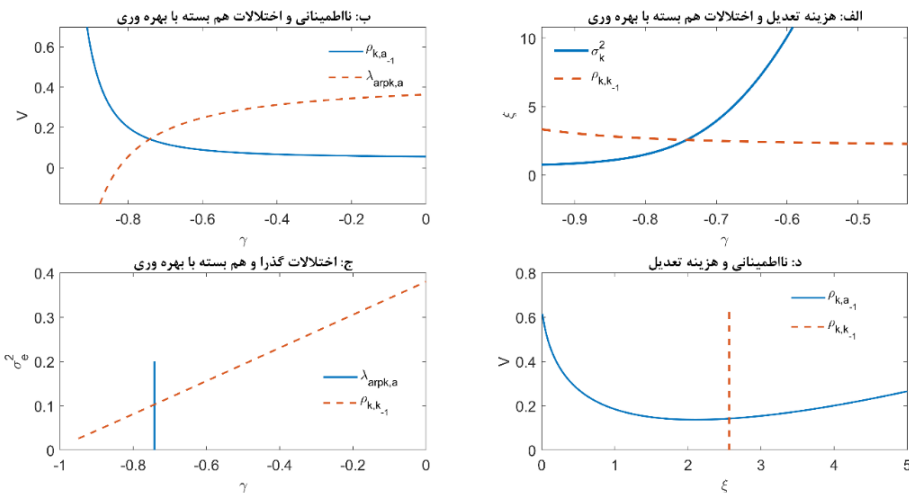 الف: هزینه تعدیل و اختلالات هم بسته با بهره وری
10
5
0
ξ
σ²ₖ
ρk,k₋₁
-0.9 -0.8 -0.7 -0.6 -0.5
γ
ب: نااطمینانی و اختلالات هم بسته با بهره وری
0.6
0.4
0.2
0
V
ρk,a₋₁
λarpk,a
-0.8 -0.6 -0.4 -0.2 0
γ
ج: اختلالات گذرا و هم بسته با بهره وری
0.4
0.3
0.2
0.1
0
σ²e
λarpk,a
ρk,k₋₁
-1 -0.8 -0.6 -0.4 -0.2 0
γ
د: نااطمینانی و هزینه تعدیل
0.8
0.6
0.4
0.2
0
V
ρk,a₋₁
ρk,k₋₁
0 1 2 3 4 5
ξ